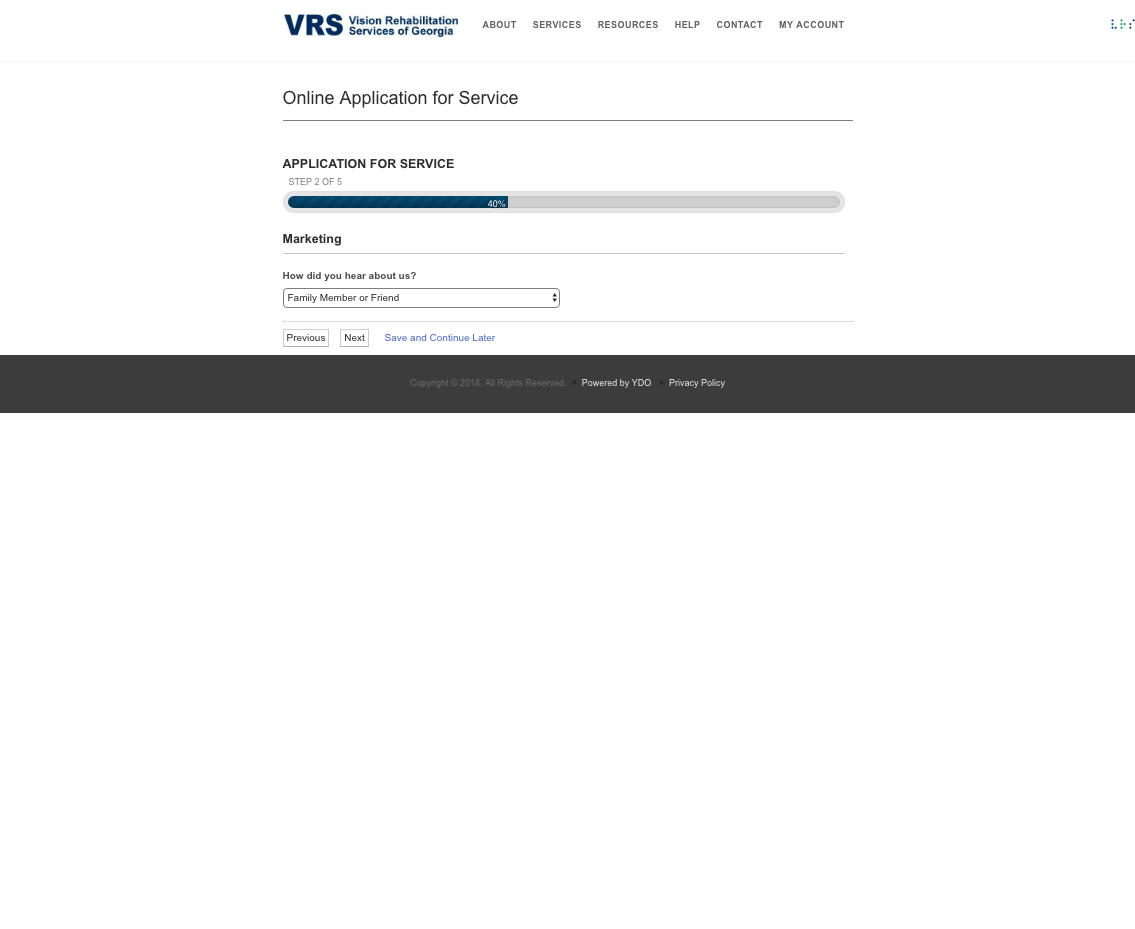 VRS Vision Rehabilitation
Services of Georgia
ABOUT SERVICES RESOURCES HELP CONTACT MY ACCOUNT
Online Application for Service
APPLICATION FOR SERVICE
STEP 2 OF 5
40%
Marketing
How did you hear about us?
Family Member or Friend
Previous Next Save and Continue Later
Copyright © 2018, All Rights Reserved. • Powered by YDO • Privacy Policy